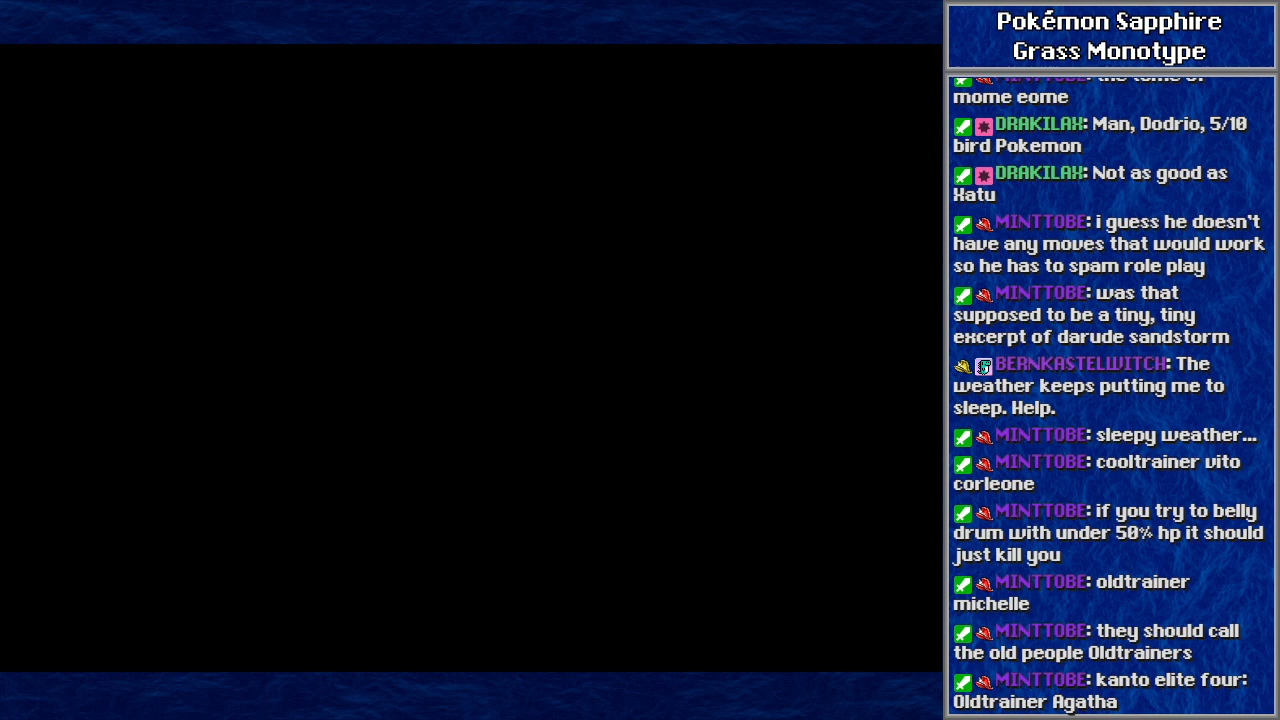 Pokémon Sapphire
Grass Monotype
mome eome
DRAKILAX: Man, Dodrio, 5/10
bird Pokemon
DRAKILAX: Not as good as
Xatu
MINTTOBE: i guess he doesn't
have any moves that would work
so he has to spam role play
MINTTOBE: was that
supposed to be a tiny, tiny
excerpt of darude sandstorm
BERNKASTELWITCH: The
weather keeps putting me to
sleep. Help.
MINTTOBE: sleepy weather...
MINTTOBE: cooltrainer vito
corleone
MINTTOBE: if you try to belly
drum with under 50% hp it should
just kill you
MINTTOBE: oldtrainer
michelle
MINTTOBE: they should call
the old people Oldtrainers
MINTTOBE: kanto elite four:
Oldtrainer Agatha